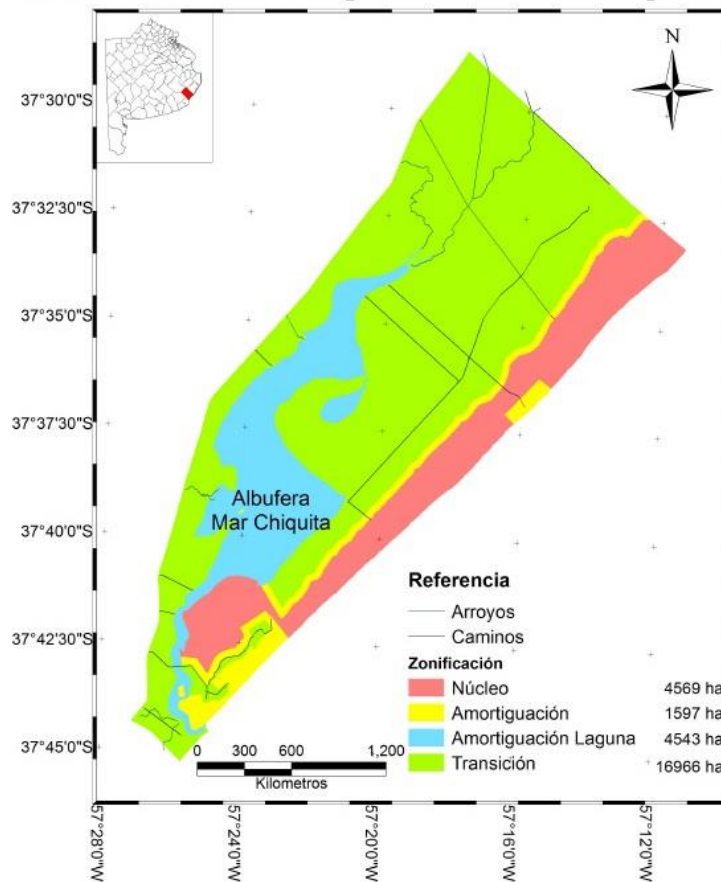 N
37°30'0"S
37°32'30"S
37°35'0"S
37°37'30"S
37°40'0"S
37°42'30"S
37°45'0"S
Albufera
Mar Chiquita
Referencia
Arroyos
Caminos
Zonificación
Núcleo 4569 ha
Amortiguación 1597 ha
Amortiguación Laguna 4543 ha
Transición 16966 ha
0 300 600 1,200
Kilometros
57°28'0"W
57°24'0"W
57°20'0"W
57°16'0"W
57°12'0"W